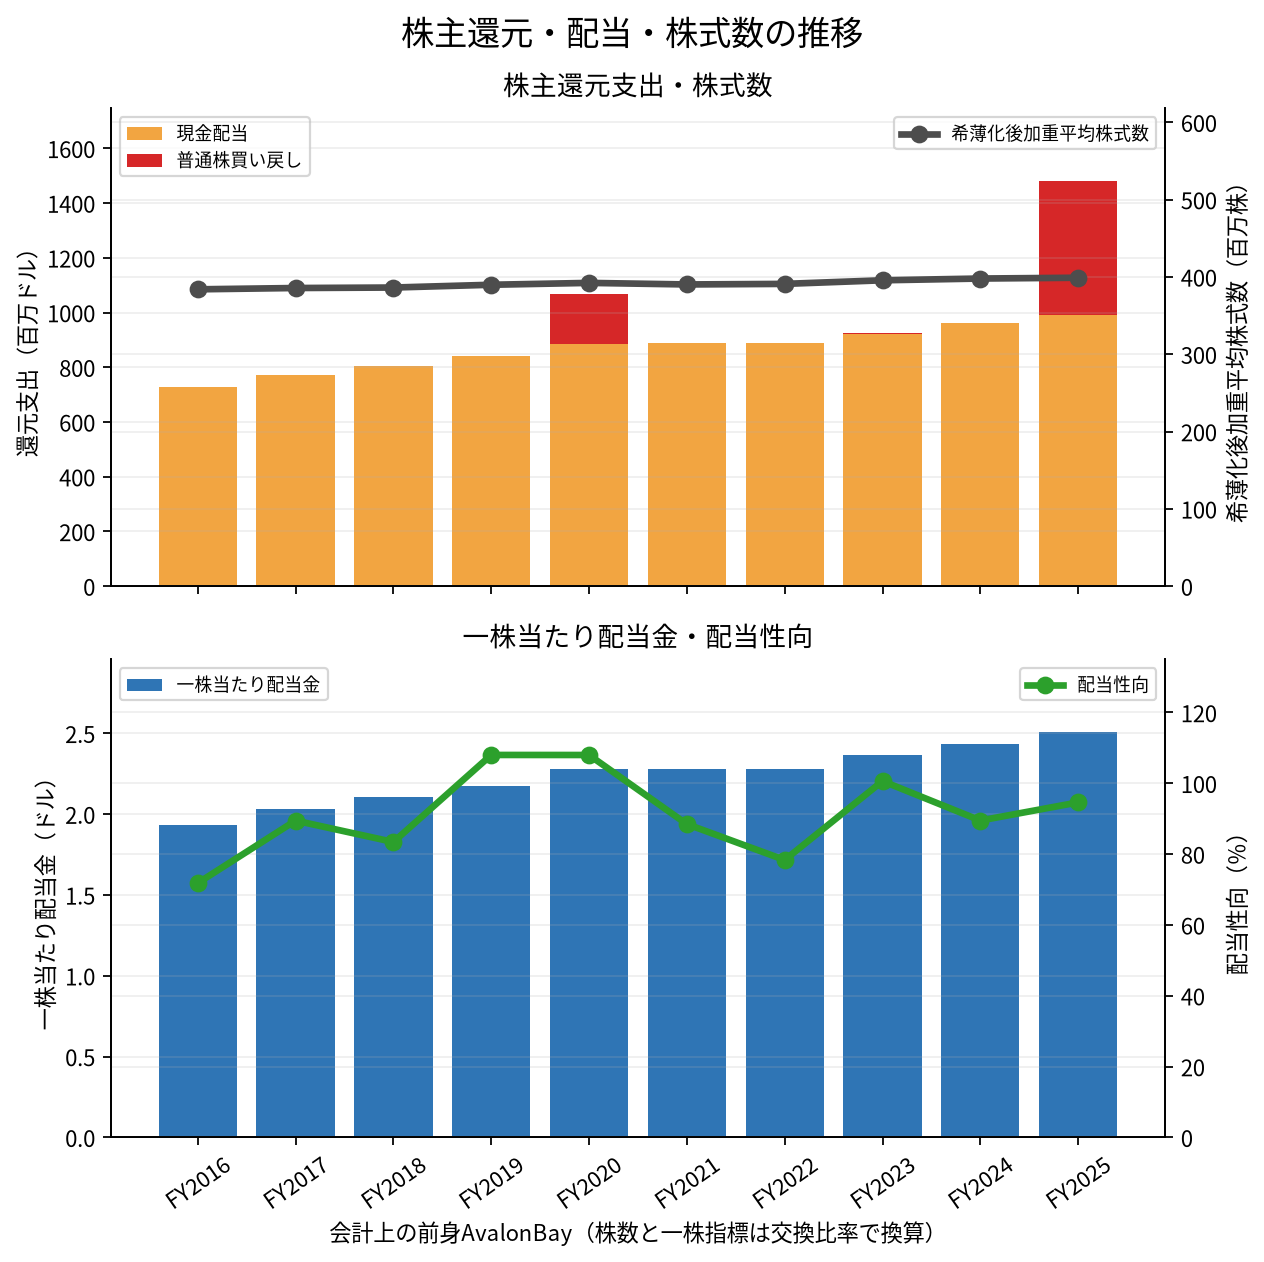 株主還元・配当・株式数の推移
株主還元支出・株式数
現金配当
普通株買い戻し
希薄化後加重平均株式数
還元支出（百万ドル）
1600
1400
1200
1000
800
600
400
200
0
600
500
400
300
200
100
0
希薄化後加重平均株式数（百万株）
一株当たり配当金・配当性向
一株当たり配当金
配当性向
一株当たり配当金（ドル）
2.5
2.0
1.5
1.0
0.5
0.0
120
100
80
60
40
20
0
配当性向（%）
FY2016
FY2017
FY2018
FY2019
FY2020
FY2021
FY2022
FY2023
FY2024
FY2025
会計上の前身AvalonBay（株数と一株指標は交換比率で換算）